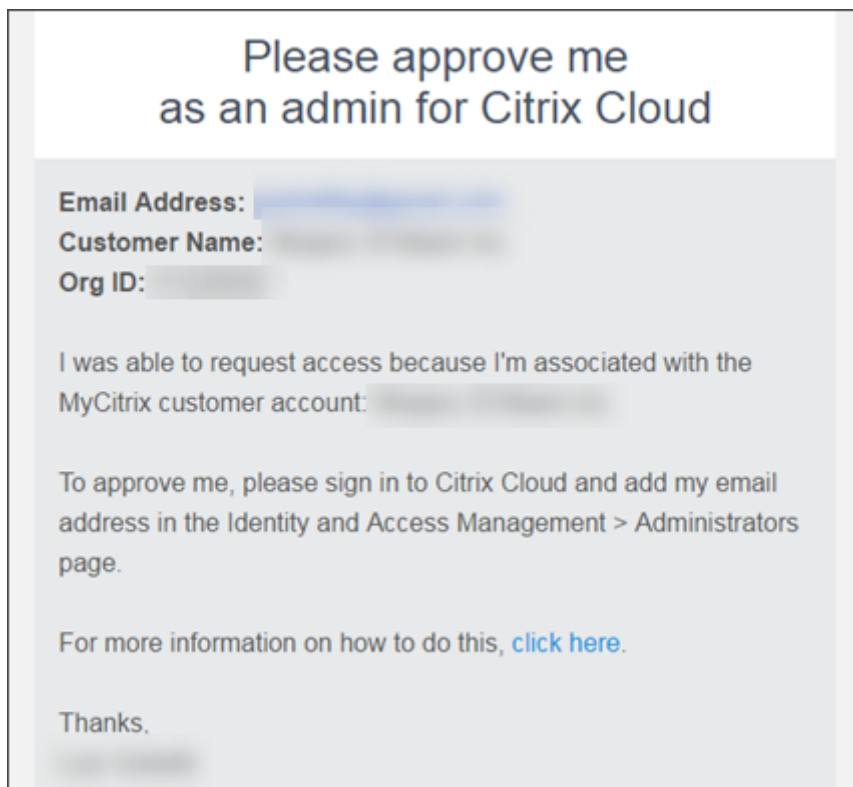 Please approve me
as an admin for Citrix Cloud
Email Address:
Customer Name:
Org ID:
I was able to request access because I'm associated with the
MyCitrix customer account:
To approve me, please sign in to Citrix Cloud and add my email
address in the Identity and Access Management > Administrators
page.
For more information on how to do this, click here.
Thanks,